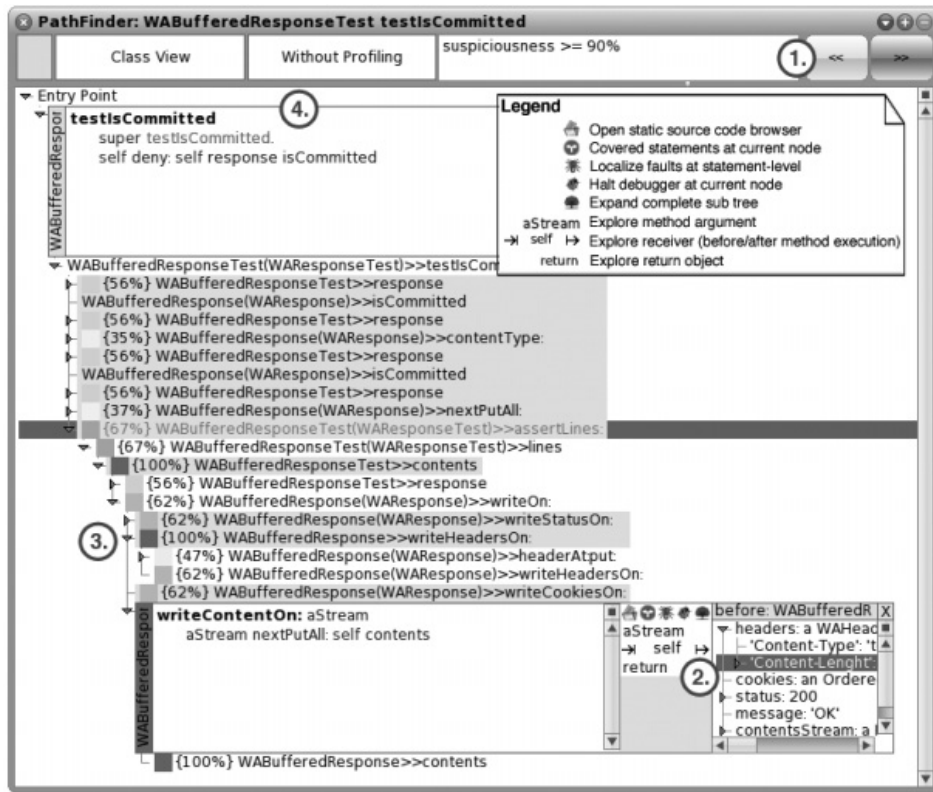 PathFinder: WABufferedResponseTest testIsCommitted
Class View
Without Profiling
suspiciousness >= 90%
1.
<<
>>
Entry Point
4.
WABufferedRespor
testIsCommitted
super testIsCommitted.
self deny: self response isCommitted
Legend
Open static source code browser
Covered statements at current node
Localize faults at statement-level
Halt debugger at current node
Expand complete sub tree
aStream Explore method argument
self Explore receiver (before/after method execution)
return Explore return object
WABufferedResponseTest(WAResponseTest)>>testIsCom
{56%} WABufferedResponseTest>>response
WABufferedResponse(WAResponse)>>isCommitted
{56%} WABufferedResponseTest>>response
{35%} WABufferedResponse(WAResponse)>>contentType:
{56%} WABufferedResponseTest>>response
WABufferedResponse(WAResponse)>>isCommitted
{56%} WABufferedResponseTest>>response
{37%} WABufferedResponse(WAResponse)>>nextPutAll:
{67%} WABufferedResponseTest(WAResponseTest)>>assertLines:
{67%} WABufferedResponseTest(WAResponseTest)>>lines
{100%} WABufferedResponseTest>>contents
{56%} WABufferedResponseTest>>response
{62%} WABufferedResponse(WAResponse)>>writeOn:
{62%} WABufferedResponse(WAResponse)>>writeStatusOn:
3.
{100%} WABufferedResponse>>writeHeadersOn:
{47%} WABufferedResponse(WAResponse)>>headerAt:put:
{62%} WABufferedResponse(WAResponse)>>writeHeadersOn:
{62%} WABufferedResponse(WAResponse)>>writeCookiesOn:
WABufferedRespor
writeContentOn: aStream
aStream nextPutAll: self contents
aStream
self
return
2.
before: WABufferedR X
headers: a WAHead
'Content-Type': 't
'Content-Lenght':
cookies: an Ordere
status: 200
message: 'OK'
contentsStream: a
{100%} WABufferedResponse>>contents